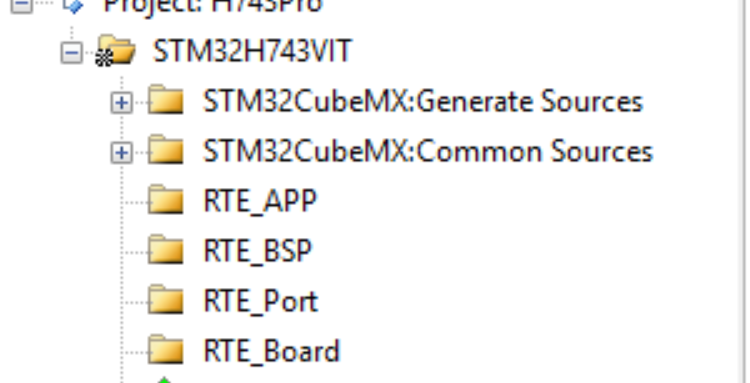 Project: H743Pro
STM32H743VIT
STM32CubeMX:Generate Sources
STM32CubeMX:Common Sources
RTE_APP
RTE_BSP
RTE_Port
RTE_Board